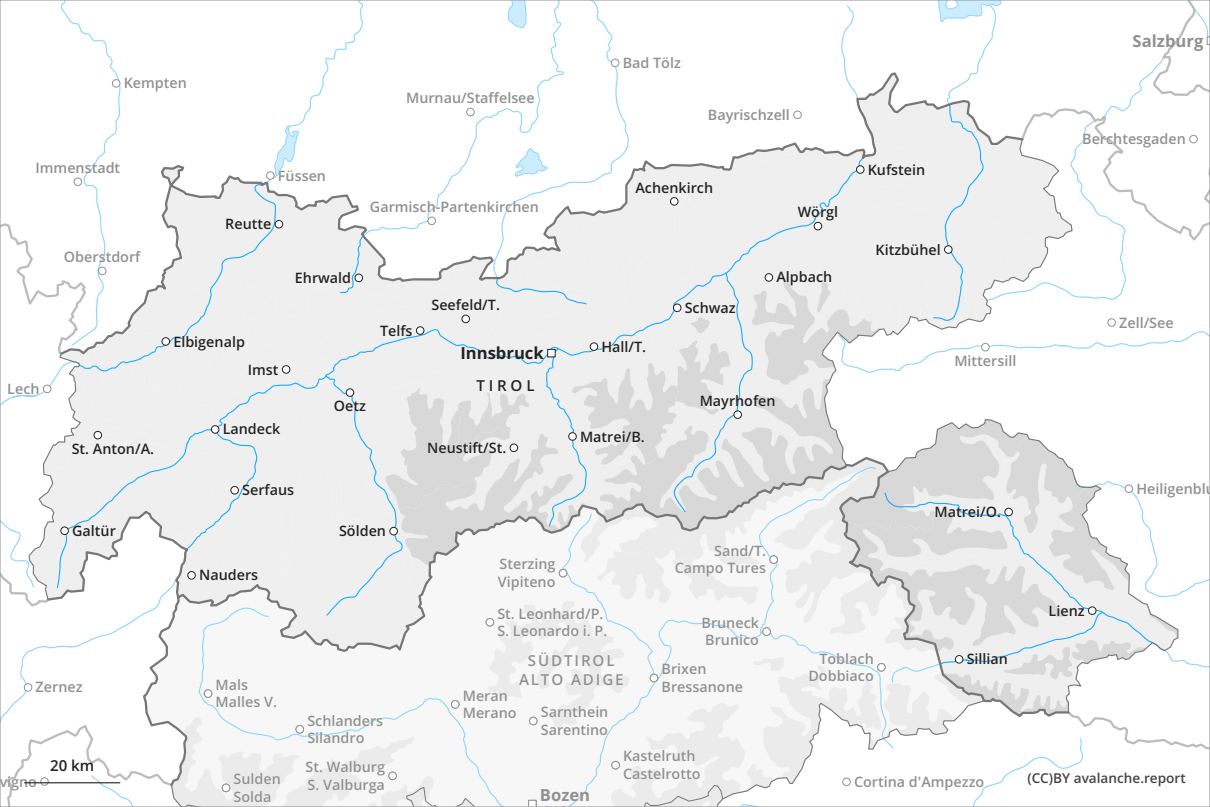 Salzburg
Bad Tölz
Kempten
Murnau/Staffelsee
Bayrischzell
Berchtesgaden
Immenstadt
Füssen
Kufstein
Achenkirch
Garmisch-Partenkirchen
Wörgl
Reutte
Kitzbühel
Oberstdorf
Ehrwald
Alpbach
Seefeld/T.
Schwaz
Zell/See
Telfs
Elbigenalp
Innsbruck
Hall/T.
Mittersill
Imst
TIROL
Lech
Oetz
Mayrhofen
Landeck
Matrei/B.
St. Anton/A.
Neustift/St.
Serfaus
Heiligenblu
Matrei/O.
Galtür
Sölden
Sand/T.
Campo Tures
Sterzing
Vipiteno
Nauders
Lienz
St. Leonhard/P.
S. Leonardo i. P.
Bruneck
Brunico
SÜDTIROL
ALTO ADIGE
Toblach
Dobbiaco
Sillian
Brixen
Bressanone
Zernez
Mals
Malles V.
Meran
Merano
Sarnthein
Sarentino
Schlanders
Silandro
Kastelruth
Castelrotto
20 km
St. Walburg
S. Valburga
vigno
Sulden
Solda
Cortina d'Ampezzo
(CC)BY avalanche.report
Bozen